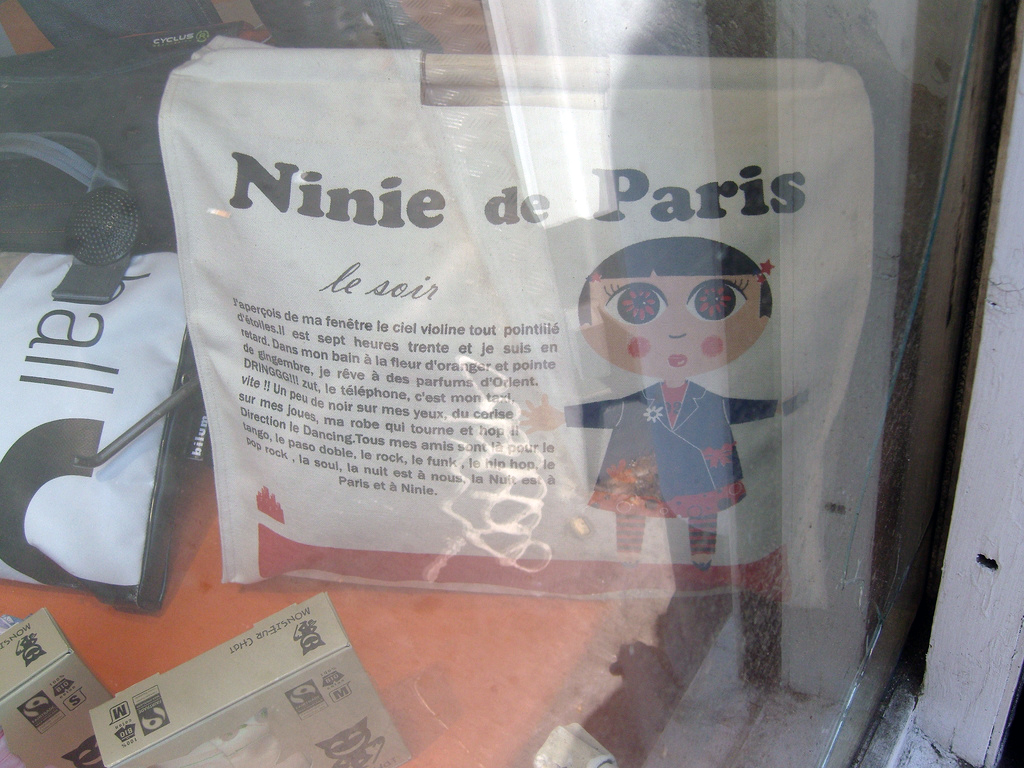 CYCLUS
Ninie de Paris
le soir
J'aperçois de ma fenêtre le ciel violine tout pointillé
d'étoiles.Il est sept heures trente et je suis en
retard. Dans mon bain à la fleur d'oranger et pointe
de gingembre, je rêve à des parfums d'Orient.
DRINGGG!!! zut, le téléphone, c'est mon taxi,
vite !! Un peu de noir sur mes yeux, du cerise
sur mes joues, ma robe qui tourne et hop !!
Direction le Dancing.Tous mes amis sont là pour le
tango, le paso doble, le rock, le funk , le hip hop, le
pop rock , la soul, la nuit est à nous, la Nuit est à
Paris et à Ninie.
all
MONSIEUR CHAT
M
M
BIO
100%
S